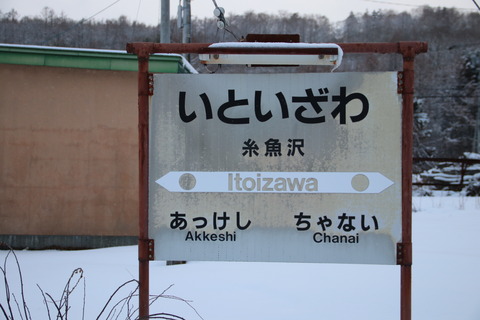 いといざわ
糸魚沢
Itoizawa
あっけし ちゃない
Akkeshi Chanai